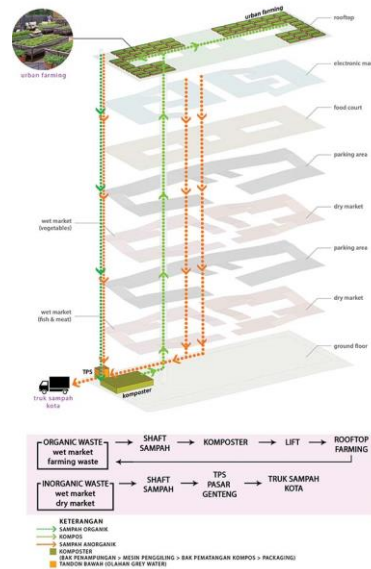 urban farming
rooftop
urban farming
electronic ma
food court
parking area
dry market
wet market
(vegetables)
parking area
dry market
wet market
(fish & meat)
ground floor
TPS
komposter
truk sampah
kota
ORGANIC WASTE
wet market
farming waste
SHAFT
SAMPAH
KOMPOSTER
LIFT
ROOFTOP
FARMING
INORGANIC WASTE
wet market
dry market
SHAFT
SAMPAH
TPS
PASAR
GENTENG
TRUK SAMPAH
KOTA
KETERANGAN
SAMPAH ORGANIK
KOMPOS
SAMPAH ANORGANIK
KOMPOSTER
(BAK PENAMPUNGAN > MESIN PENGGILING > BAK PEMATANGAN KOMPOS > PACKAGING)
TANDON BAWAH (OLAHAN GREY WATER)